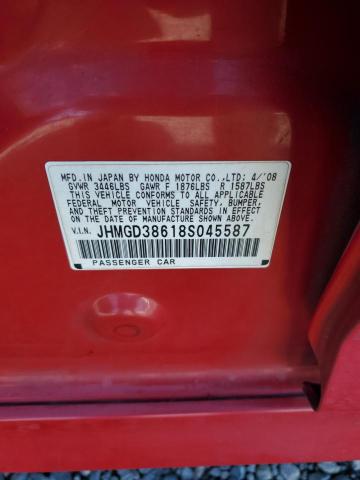 MFD.IN JAPAN BY HONDA MOTOR CO.,LTD: 4/'08
GVWR 3446LBS GAWR F 1876LBS R 1587LBS
THIS VEHICLE CONFORMS TO ALL APPLICABLE
FEDERAL MOTOR VEHICLE SAFETY, BUMPER,
AND THEFT PREVENTION STANDARDS IN EFFECT
ON THE DATE OF MANUFACTURE SHOWN ABOVE.
V.I.N. JHMGD38618S045587
PASSENGER CAR